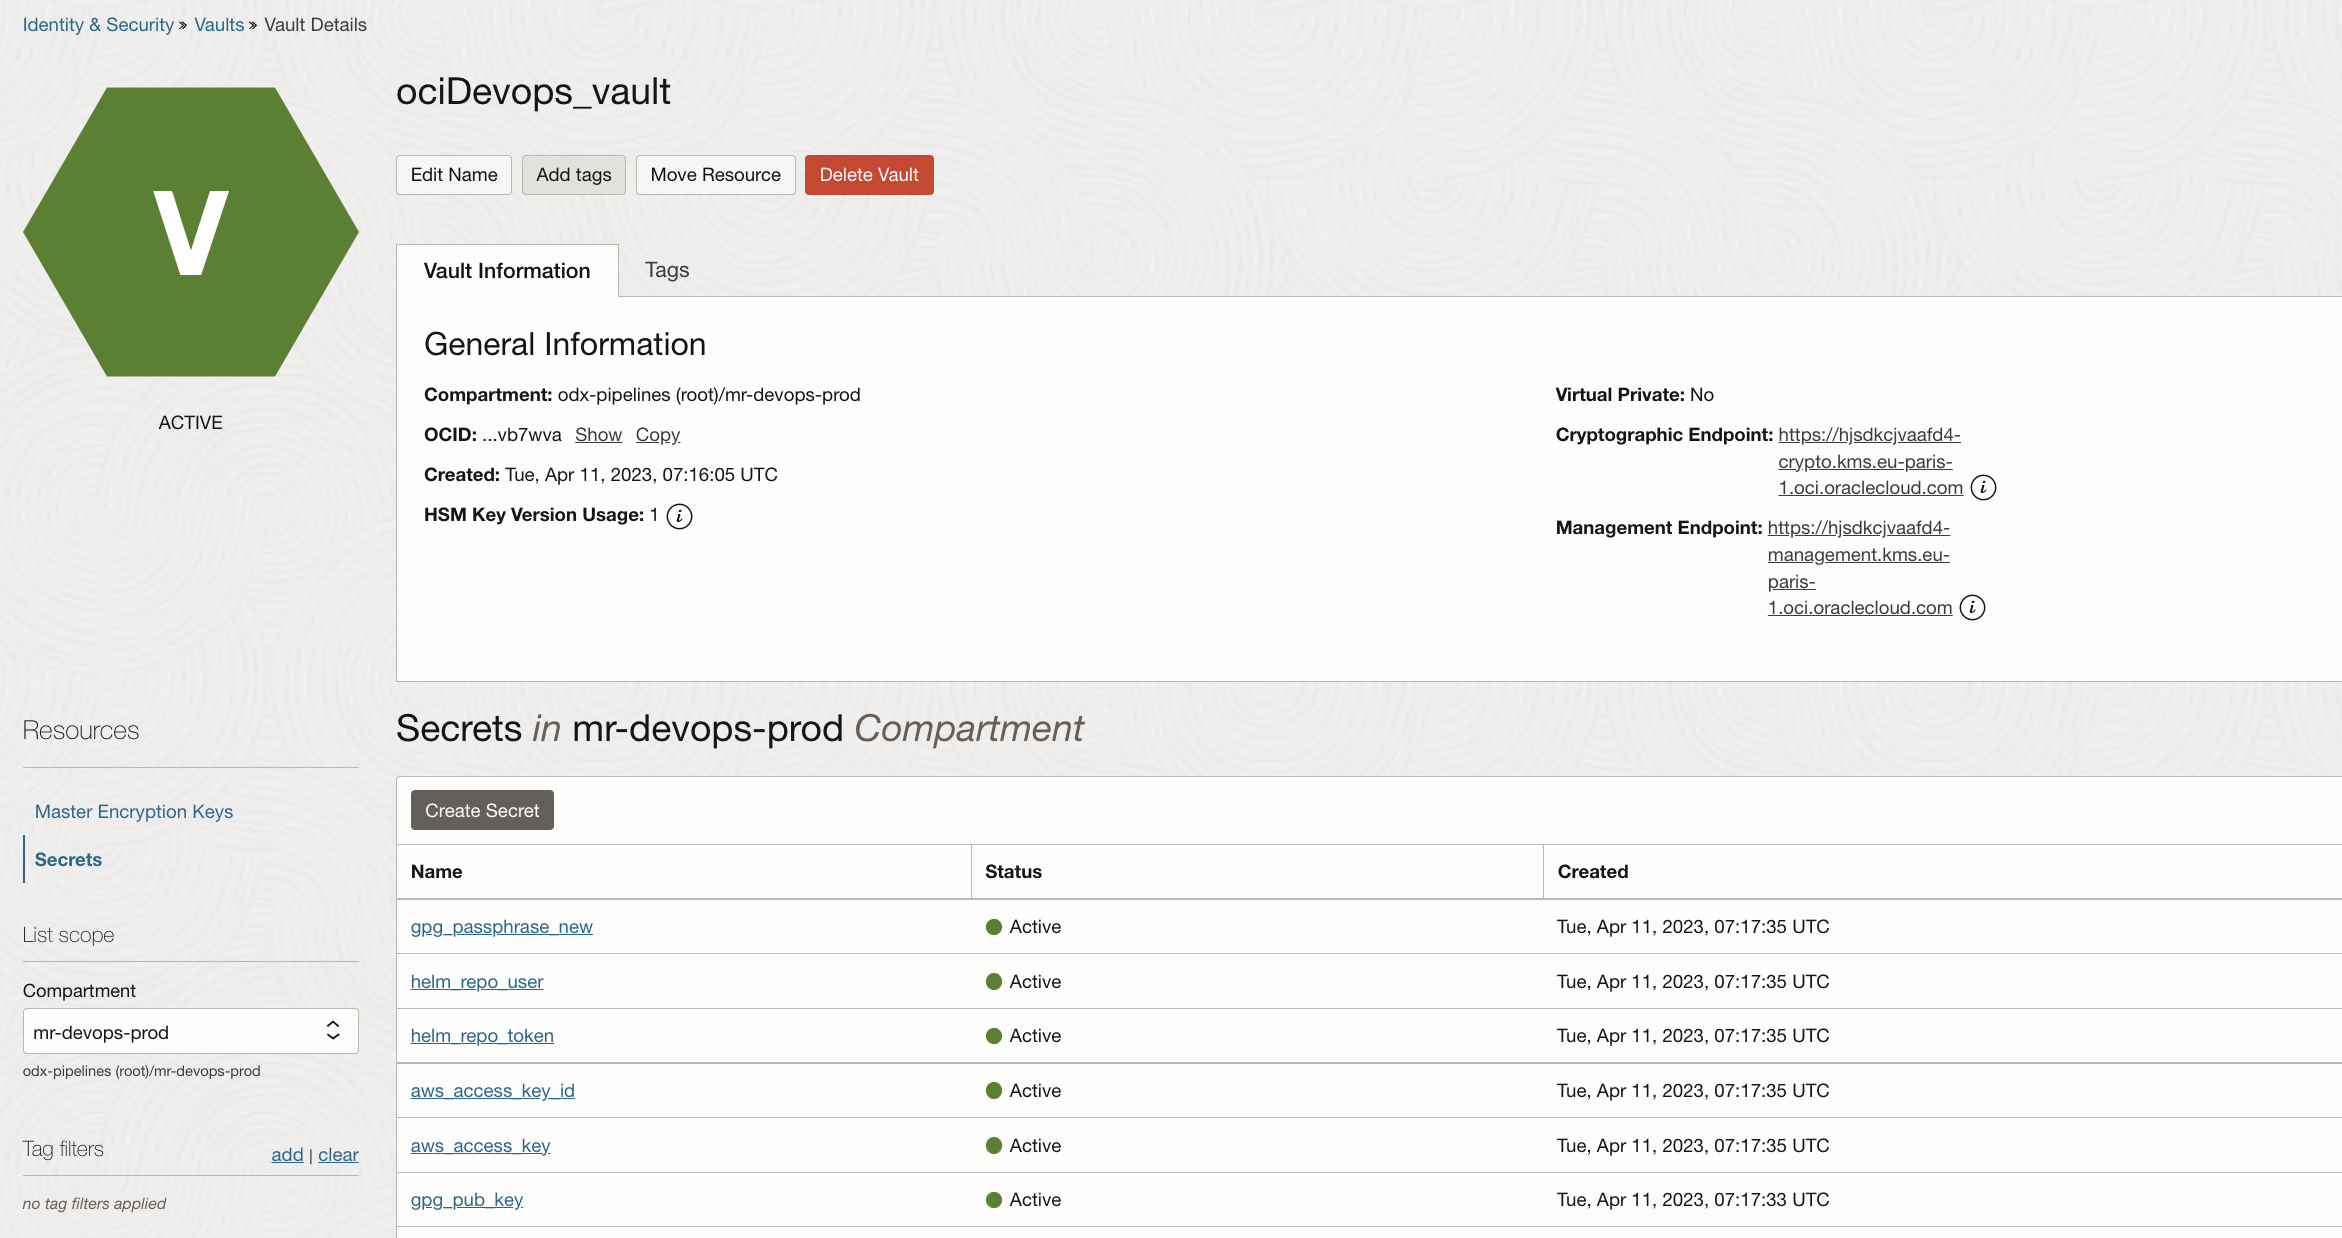 Identity & Security » Vaults » Vault Details
V
ACTIVE
ociDevops_vault
Edit Name
Add tags
Move Resource
Delete Vault
Vault Information
Tags
General Information
Compartment: odx-pipelines (root)/mr-devops-prod
OCID: ...vb7wva Show Copy
Created: Tue, Apr 11, 2023, 07:16:05 UTC
HSM Key Version Usage: 1 i
Virtual Private: No
Cryptographic Endpoint: https://hjsdkcjvaafd4-
crypto.kms.eu-paris-
1.oci.oraclecloud.com i
Management Endpoint: https://hjsdkcjvaafd4-
management.kms.eu-
paris-
1.oci.oraclecloud.com i
Resources
Master Encryption Keys
Secrets
List scope
Compartment
mr-devops-prod
odx-pipelines (root)/mr-devops-prod
Tag filters
add | clear
no tag filters applied
Secrets in mr-devops-prod Compartment
Create Secret
Name Status Created
gpg_passphrase_new Active Tue, Apr 11, 2023, 07:17:35 UTC
helm_repo_user Active Tue, Apr 11, 2023, 07:17:35 UTC
helm_repo_token Active Tue, Apr 11, 2023, 07:17:35 UTC
aws_access_key_id Active Tue, Apr 11, 2023, 07:17:35 UTC
aws_access_key Active Tue, Apr 11, 2023, 07:17:35 UTC
gpg_pub_key Active Tue, Apr 11, 2023, 07:17:33 UTC